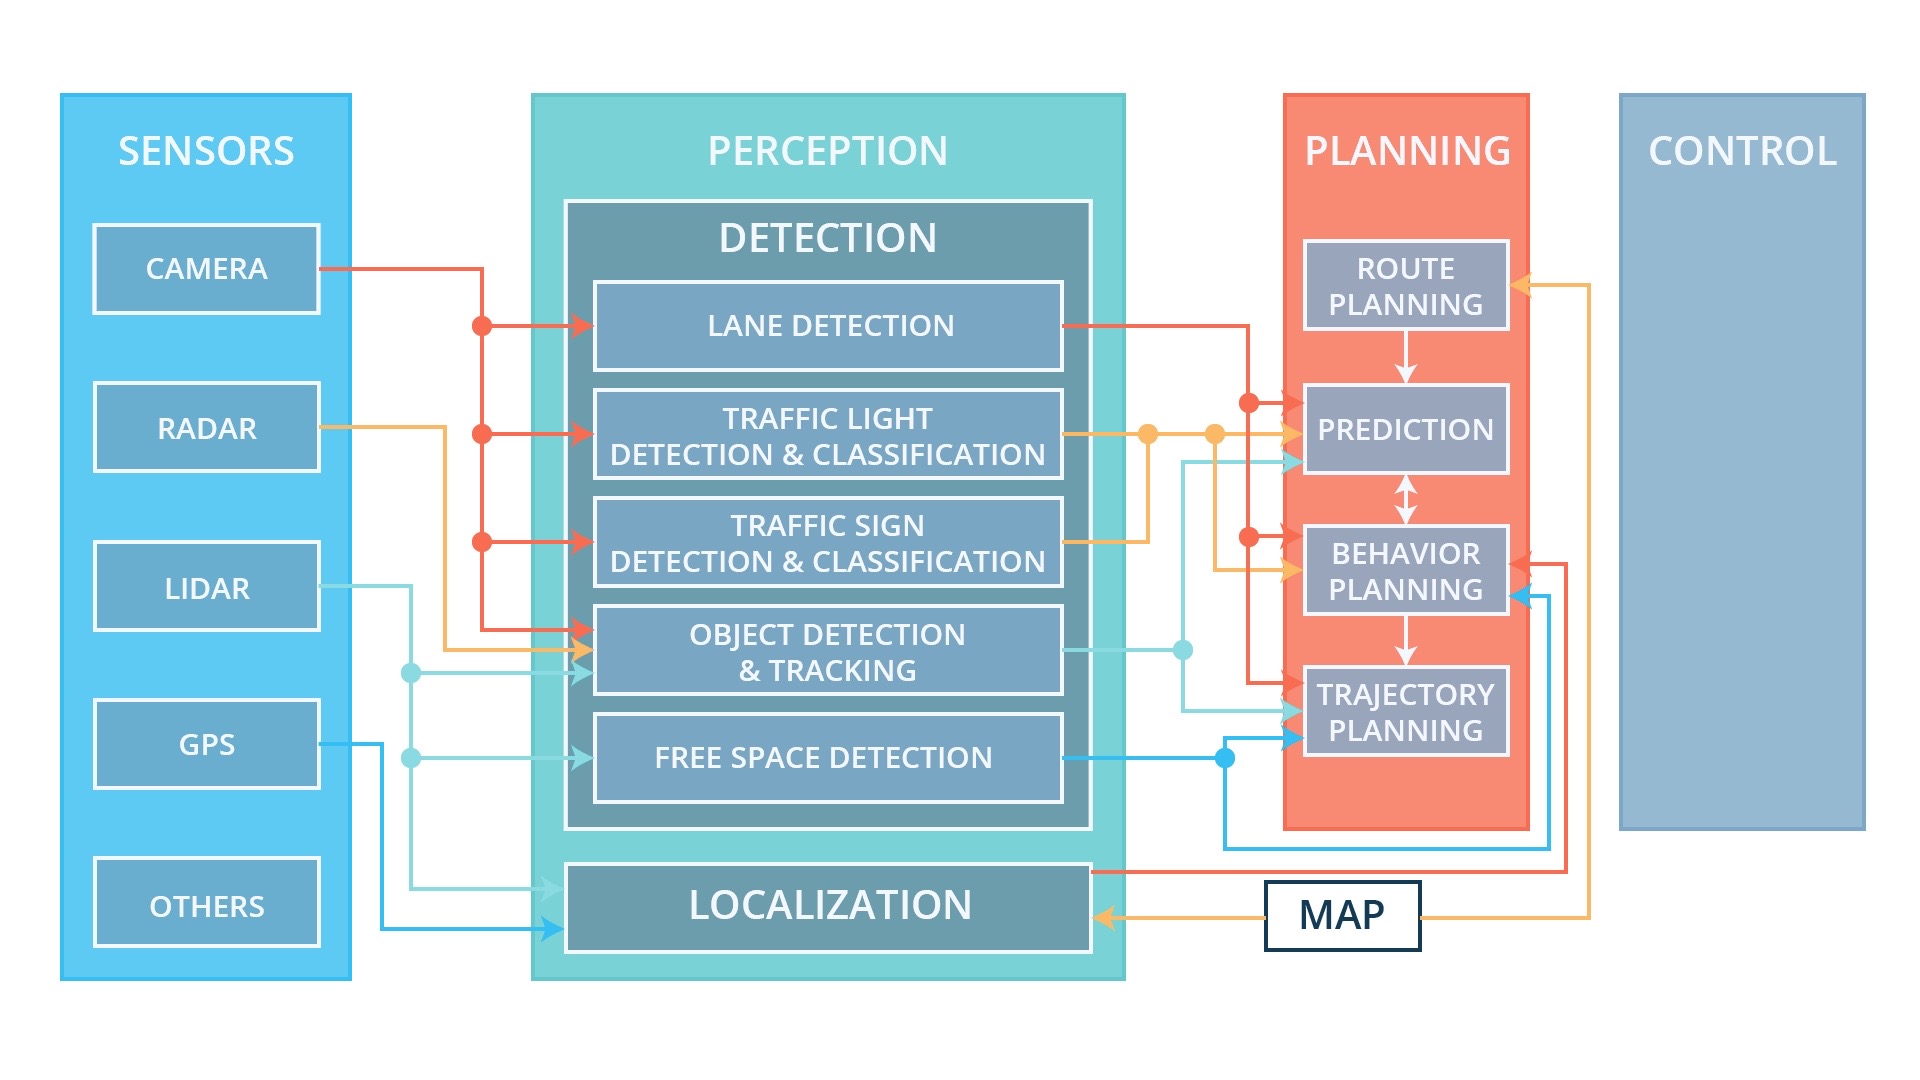 SENSORS
CAMERA
RADAR
LIDAR
GPS
OTHERS
PERCEPTION
DETECTION
LANE DETECTION
TRAFFIC LIGHT
DETECTION & CLASSIFICATION
TRAFFIC SIGN
DETECTION & CLASSIFICATION
OBJECT DETECTION
& TRACKING
FREE SPACE DETECTION
LOCALIZATION
PLANNING
ROUTE
PLANNING
PREDICTION
BEHAVIOR
PLANNING
TRAJECTORY
PLANNING
MAP
CONTROL